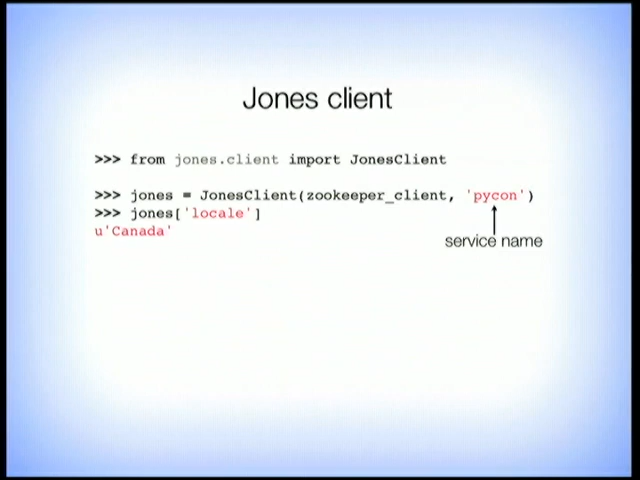 Jones client
>>> from jones.client import JonesClient
>>> jones = JonesClient(zookeeper_client, 'pycon')
>>> jones['locale']
u'Canada'
service name